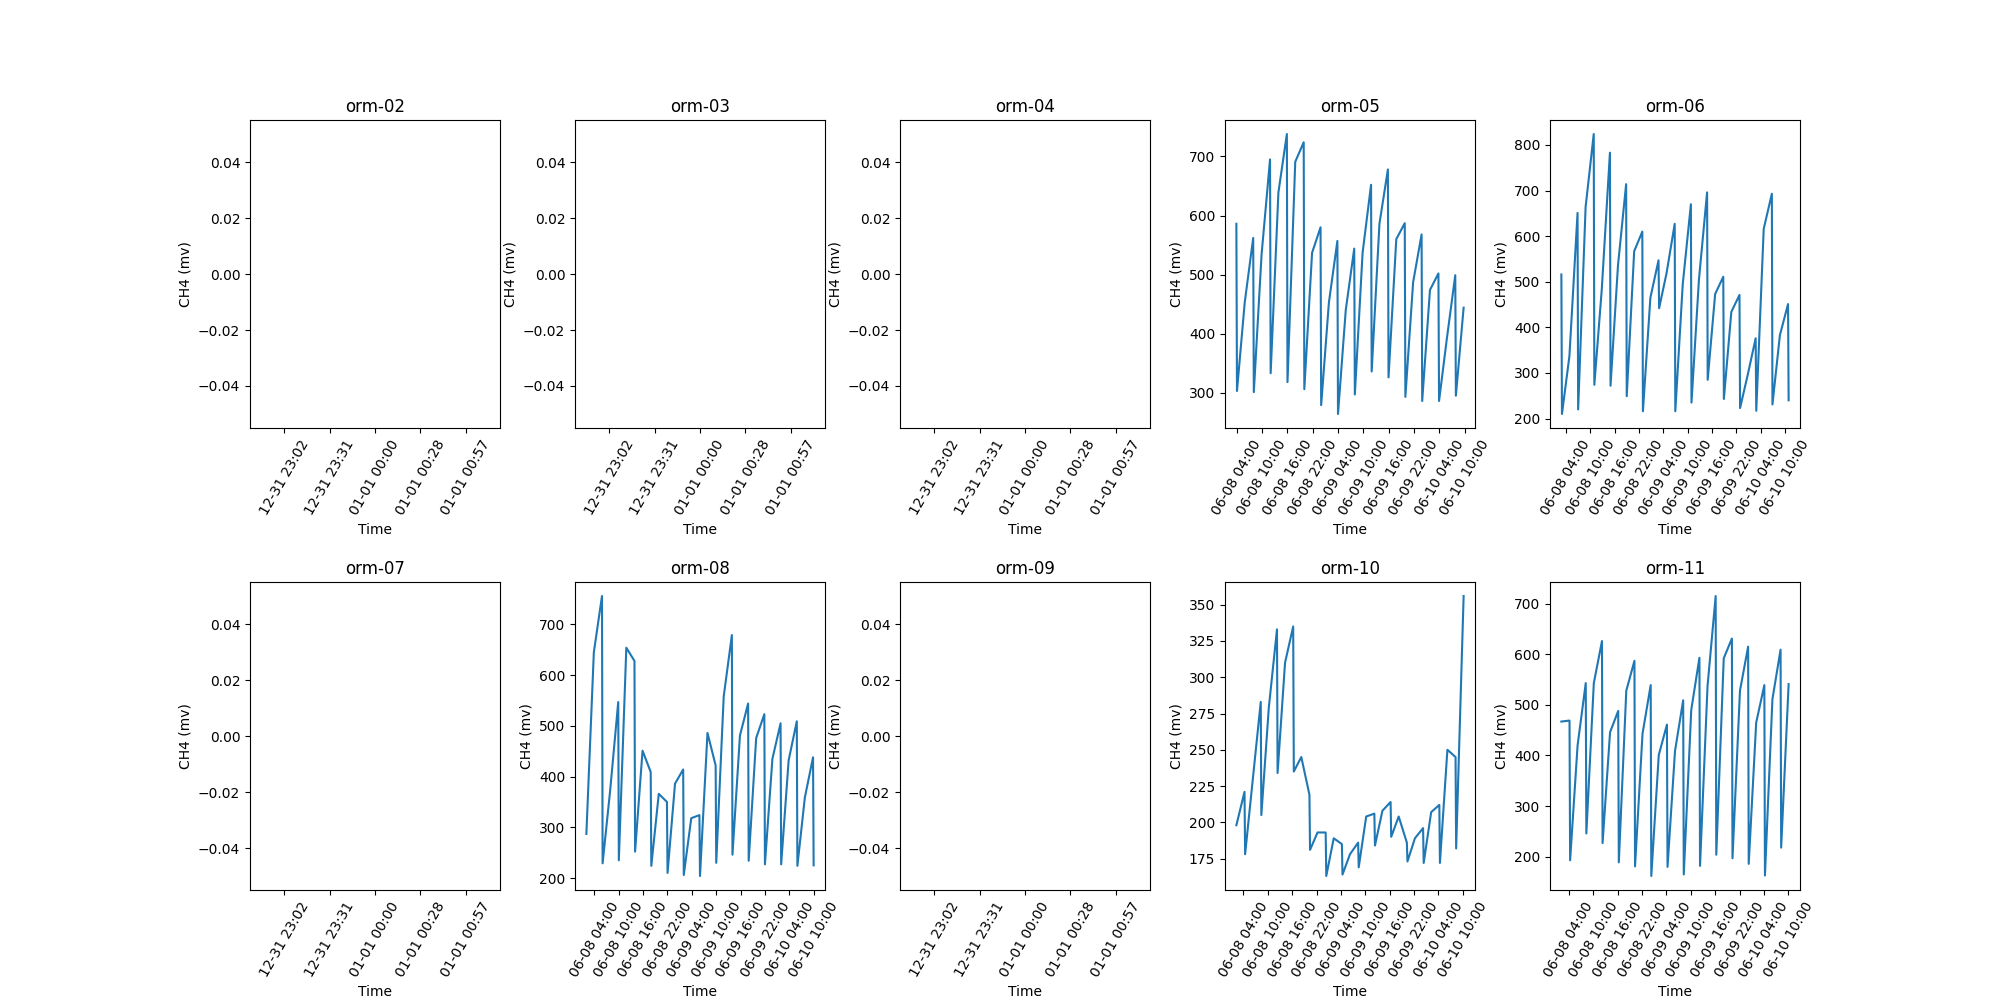 orm-02 orm-03 orm-04 orm-05 orm-06
0.04 0.02 0.00 −0.02 −0.04
CH4 (mv)
12-31 23:02 12-31 23:31 01-01 00:00 01-01 00:28 01-01 00:57
Time
0.04 0.02 0.00 −0.02 −0.04
CH4 (mv)
12-31 23:02 12-31 23:31 01-01 00:00 01-01 00:28 01-01 00:57
Time
0.04 0.02 0.00 −0.02 −0.04
CH4 (mv)
12-31 23:02 12-31 23:31 01-01 00:00 01-01 00:28 01-01 00:57
Time
700 600 500 400 300
CH4 (mv)
06-08 04:00 06-08 10:00 06-08 16:00 06-08 22:00 06-09 04:00 06-09 10:00 06-09 16:00 06-09 22:00 06-10 04:00 06-10 10:00
Time
800 700 600 500 400 300 200
CH4 (mv)
06-08 04:00 06-08 10:00 06-08 16:00 06-08 22:00 06-09 04:00 06-09 10:00 06-09 16:00 06-09 22:00 06-10 04:00 06-10 10:00
Time
orm-07 orm-08 orm-09 orm-10 orm-11
0.04 0.02 0.00 −0.02 −0.04
CH4 (mv)
12-31 23:02 12-31 23:31 01-01 00:00 01-01 00:28 01-01 00:57
Time
700 600 500 400 300 200
CH4 (mv)
06-08 04:00 06-08 10:00 06-08 16:00 06-08 22:00 06-09 04:00 06-09 10:00 06-09 16:00 06-09 22:00 06-10 04:00 06-10 10:00
Time
0.04 0.02 0.00 −0.02 −0.04
CH4 (mv)
12-31 23:02 12-31 23:31 01-01 00:00 01-01 00:28 01-01 00:57
Time
350 325 300 275 250 225 200 175
CH4 (mv)
06-08 04:00 06-08 10:00 06-08 16:00 06-08 22:00 06-09 04:00 06-09 10:00 06-09 16:00 06-09 22:00 06-10 04:00 06-10 10:00
Time
700 600 500 400 300 200
CH4 (mv)
06-08 04:00 06-08 10:00 06-08 16:00 06-08 22:00 06-09 04:00 06-09 10:00 06-09 16:00 06-09 22:00 06-10 04:00 06-10 10:00
Time